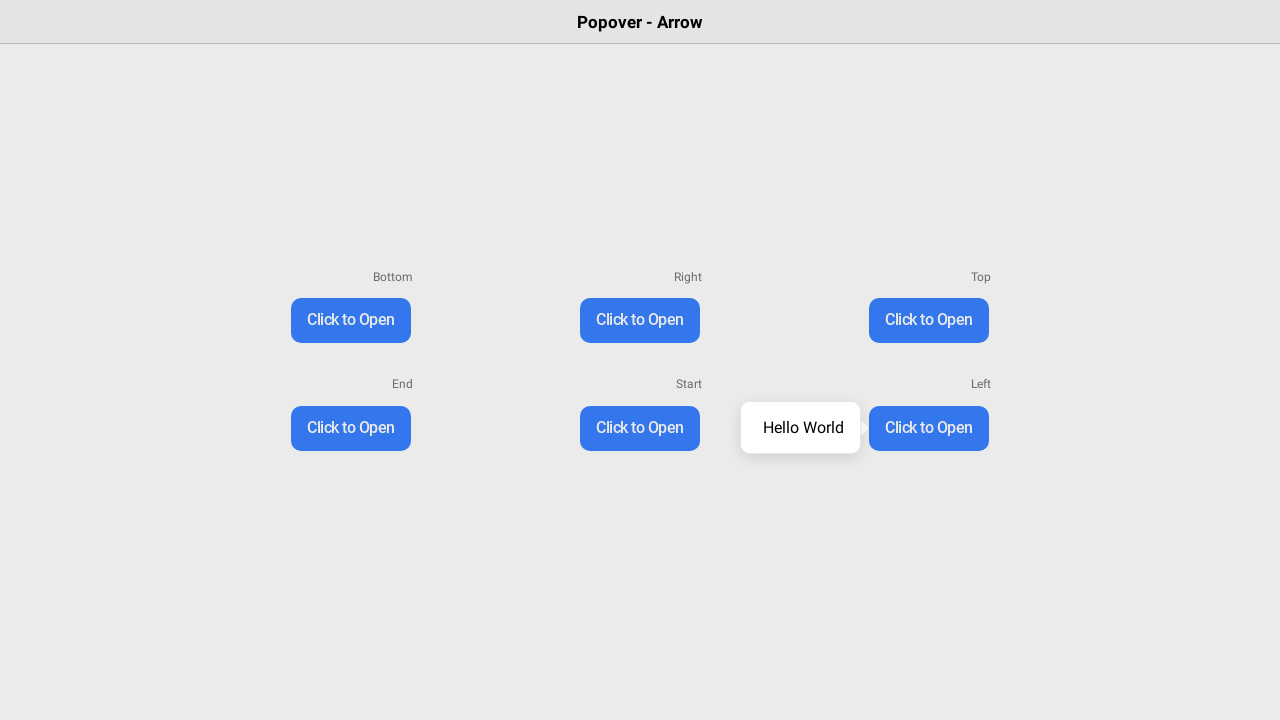 Popover - Arrow
Bottom
Right
Top
Click to Open
Click to Open
Click to Open
End
Start
Left
Click to Open
Click to Open
Hello World
Click to Open